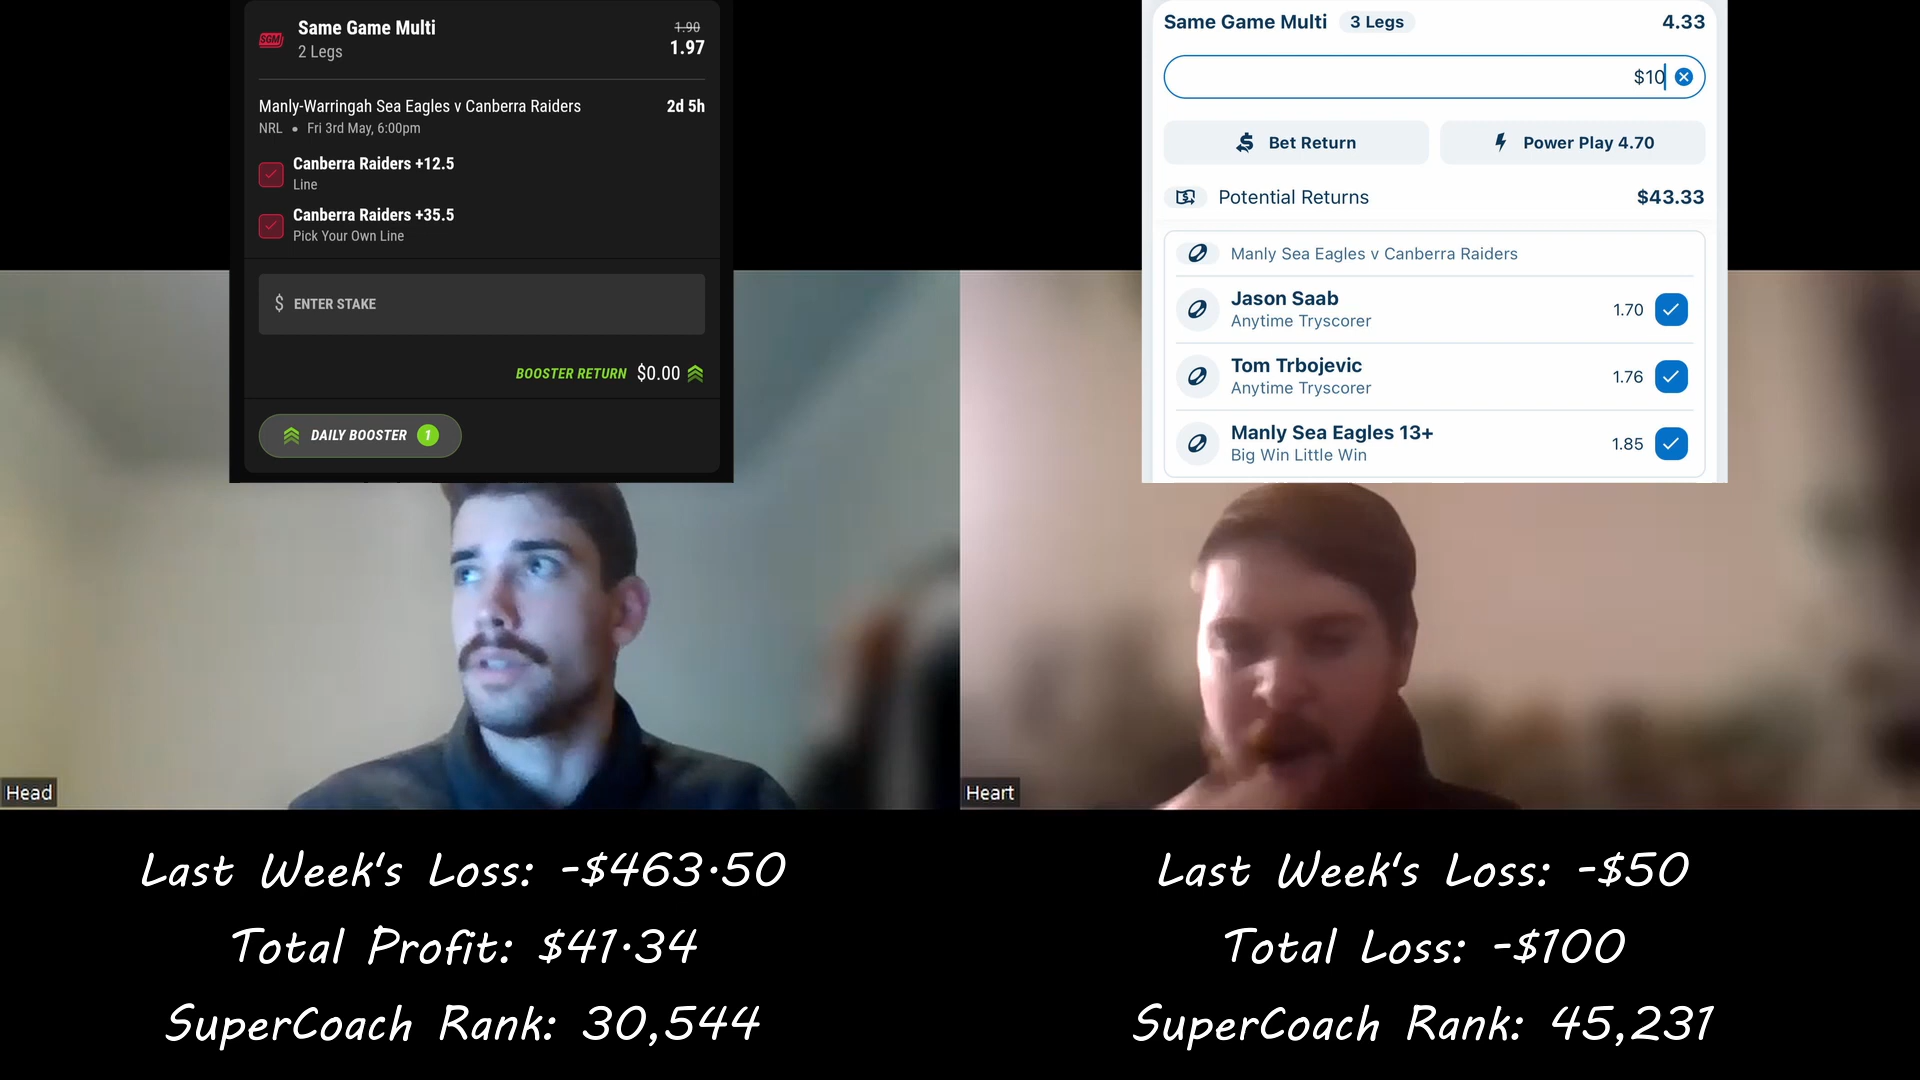 SGM
Same Game Multi
2 Legs
1.90
1.97
Manly-Warringah Sea Eagles v Canberra Raiders
2d 5h
NRL • Fri 3rd May, 6:00pm
Canberra Raiders +12.5
Line
Canberra Raiders +35.5
Pick Your Own Line
$ ENTER STAKE
BOOSTER RETURN $0.00
DAILY BOOSTER 1
Same Game Multi 3 Legs 4.33
$10
Bet Return
Power Play 4.70
Potential Returns $43.33
Manly Sea Eagles v Canberra Raiders
Jason Saab
Anytime Tryscorer
1.70
Tom Trbojevic
Anytime Tryscorer
1.76
Manly Sea Eagles 13+
Big Win Little Win
1.85
Head
Heart
Last Week's Loss: -$463.50
Total Profit: $41.34
SuperCoach Rank: 30,544
Last Week's Loss: -$50
Total Loss: -$100
SuperCoach Rank: 45,231